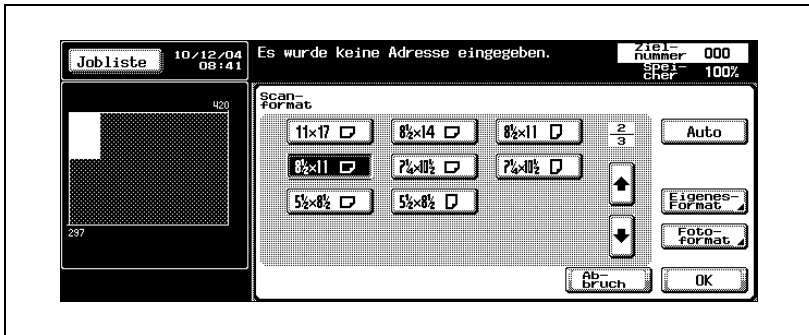 Jobliste
10/12/04
08:41
Es wurde keine Adresse eingegeben.
Ziel-
nummer 000
Spei-
cher 100%
420
297
Scan-
format
11×17
8½×14
8½×11
2
3
Auto
8½×11
7¼×10½
7¼×10½
5½×8½
5½×8½
Eigenes-
Format
Foto-
format
Ab-
bruch
OK